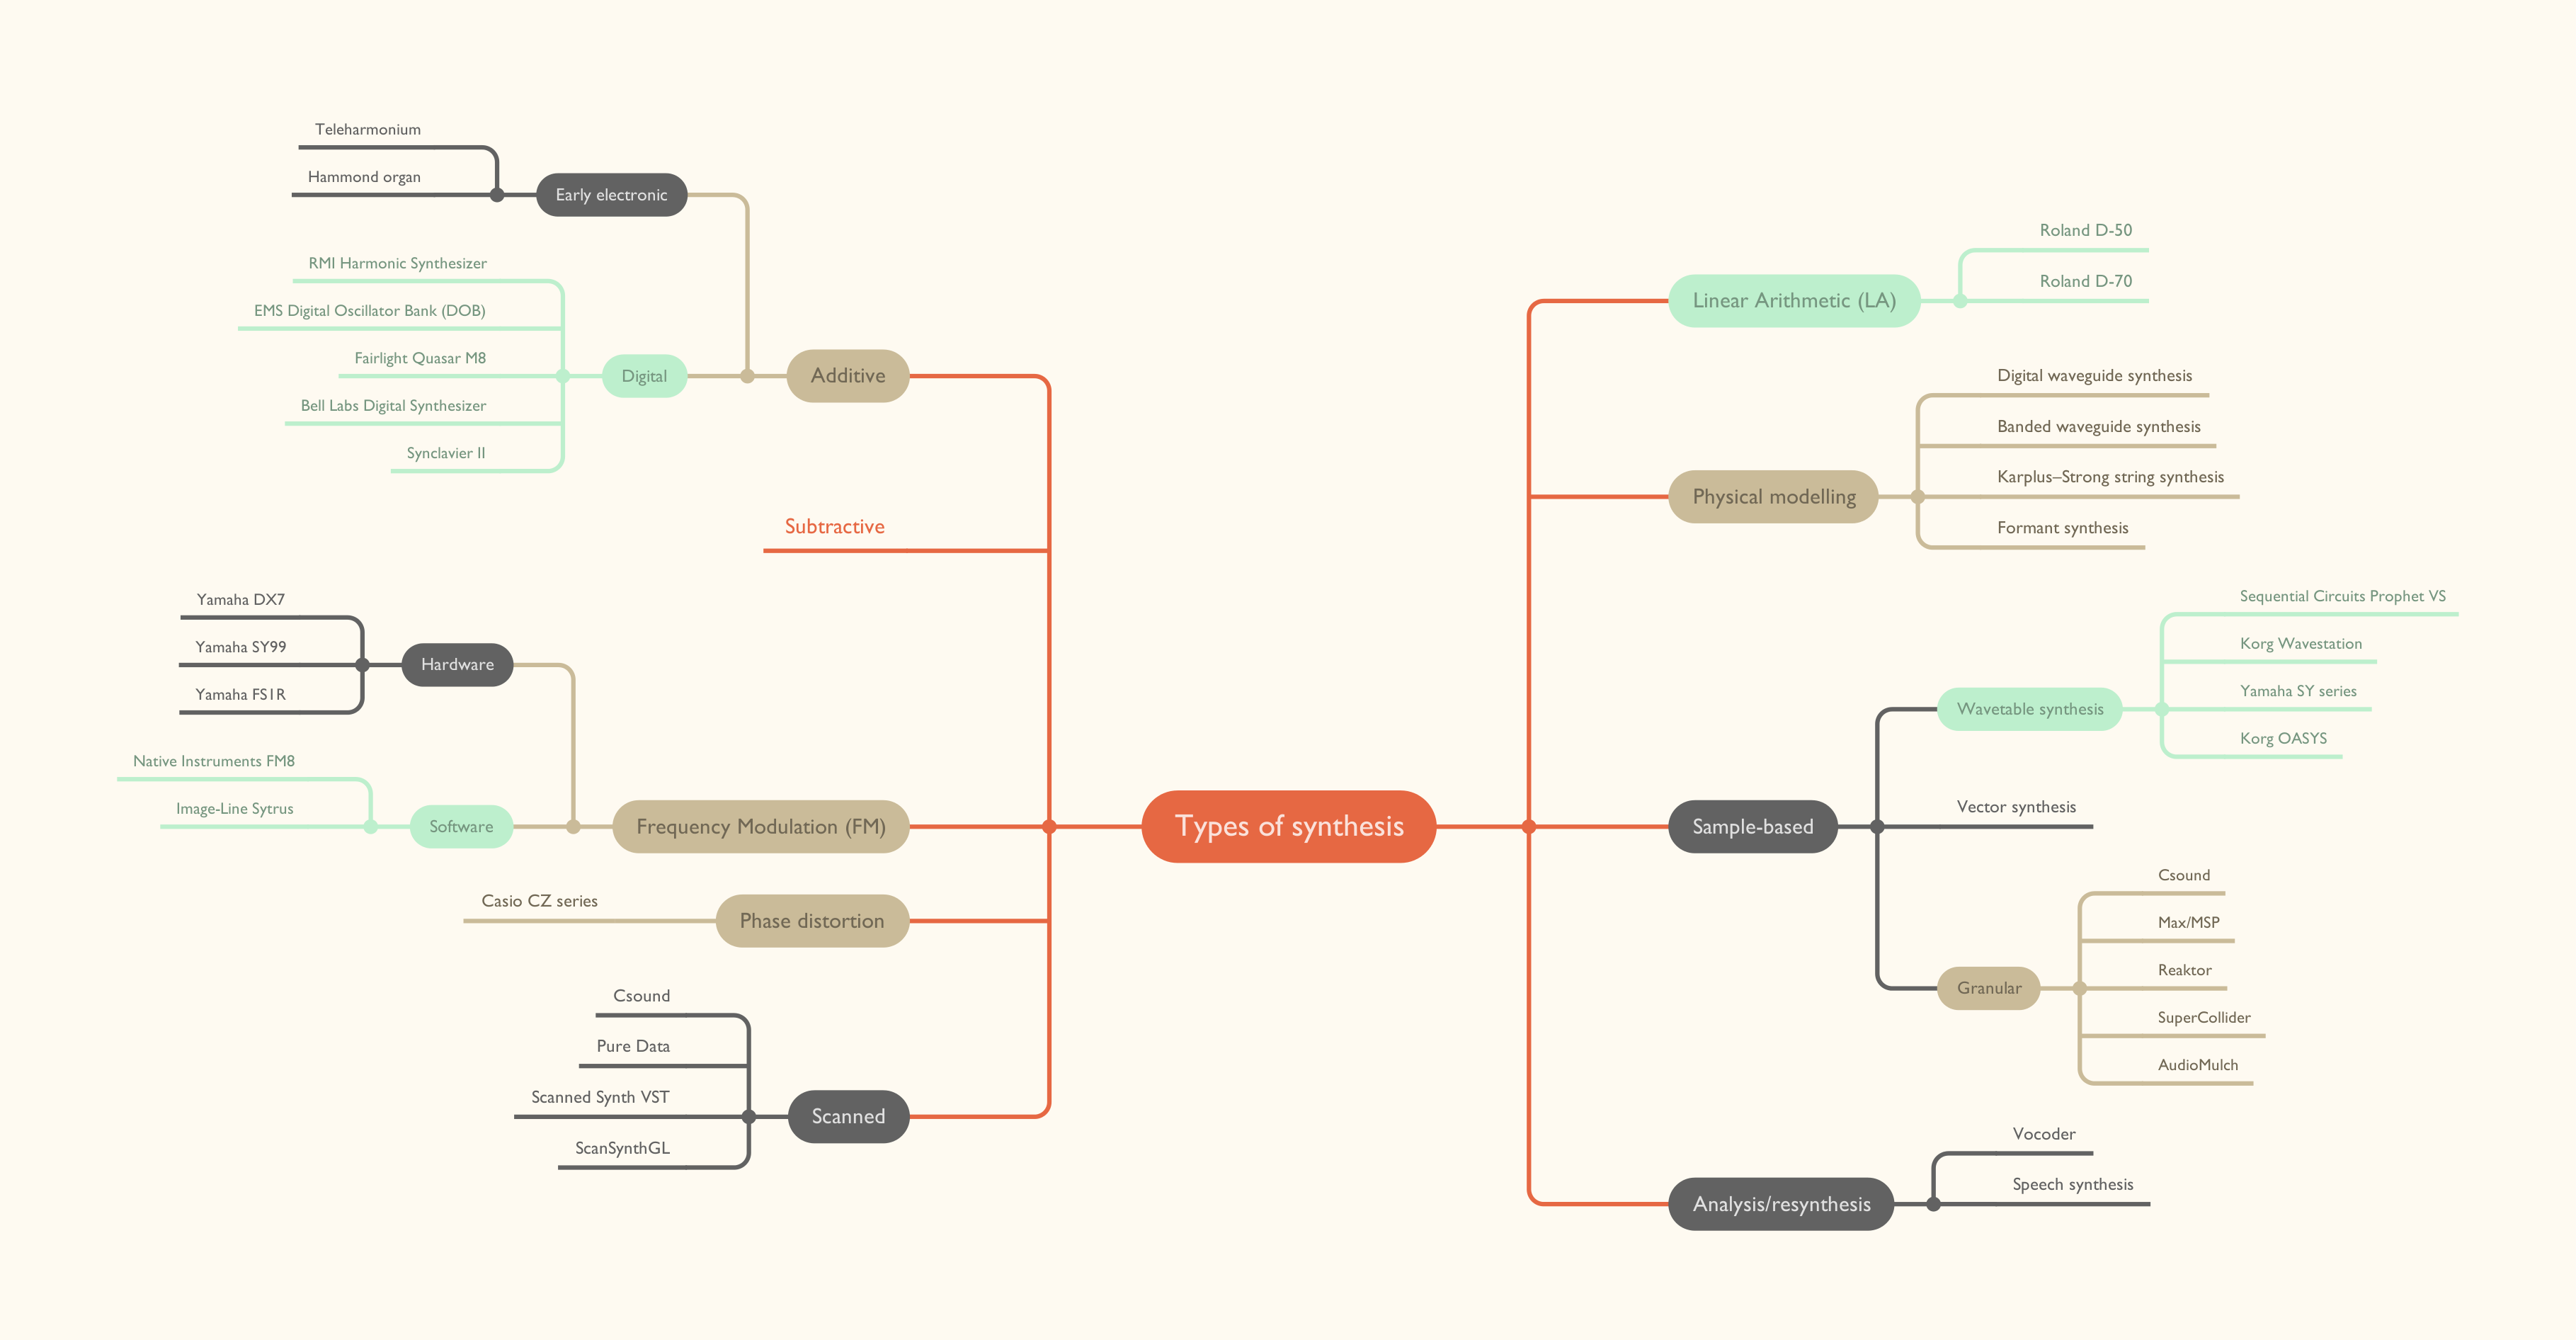 Types of synthesis
Additive
Early electronic
Teleharmonium
Hammond organ
Digital
RMI Harmonic Synthesizer
EMS Digital Oscillator Bank (DOB)
Fairlight Quasar M8
Bell Labs Digital Synthesizer
Synclavier II
Subtractive
Frequency Modulation (FM)
Hardware
Yamaha DX7
Yamaha SY99
Yamaha FS1R
Software
Native Instruments FM8
Image-Line Sytrus
Phase distortion
Casio CZ series
Scanned
Csound
Pure Data
Scanned Synth VST
ScanSynthGL
Linear Arithmetic (LA)
Roland D-50
Roland D-70
Physical modelling
Digital waveguide synthesis
Banded waveguide synthesis
Karplus–Strong string synthesis
Formant synthesis
Sample-based
Wavetable synthesis
Sequential Circuits Prophet VS
Korg Wavestation
Yamaha SY series
Korg OASYS
Vector synthesis
Granular
Csound
Max/MSP
Reaktor
SuperCollider
AudioMulch
Analysis/resynthesis
Vocoder
Speech synthesis